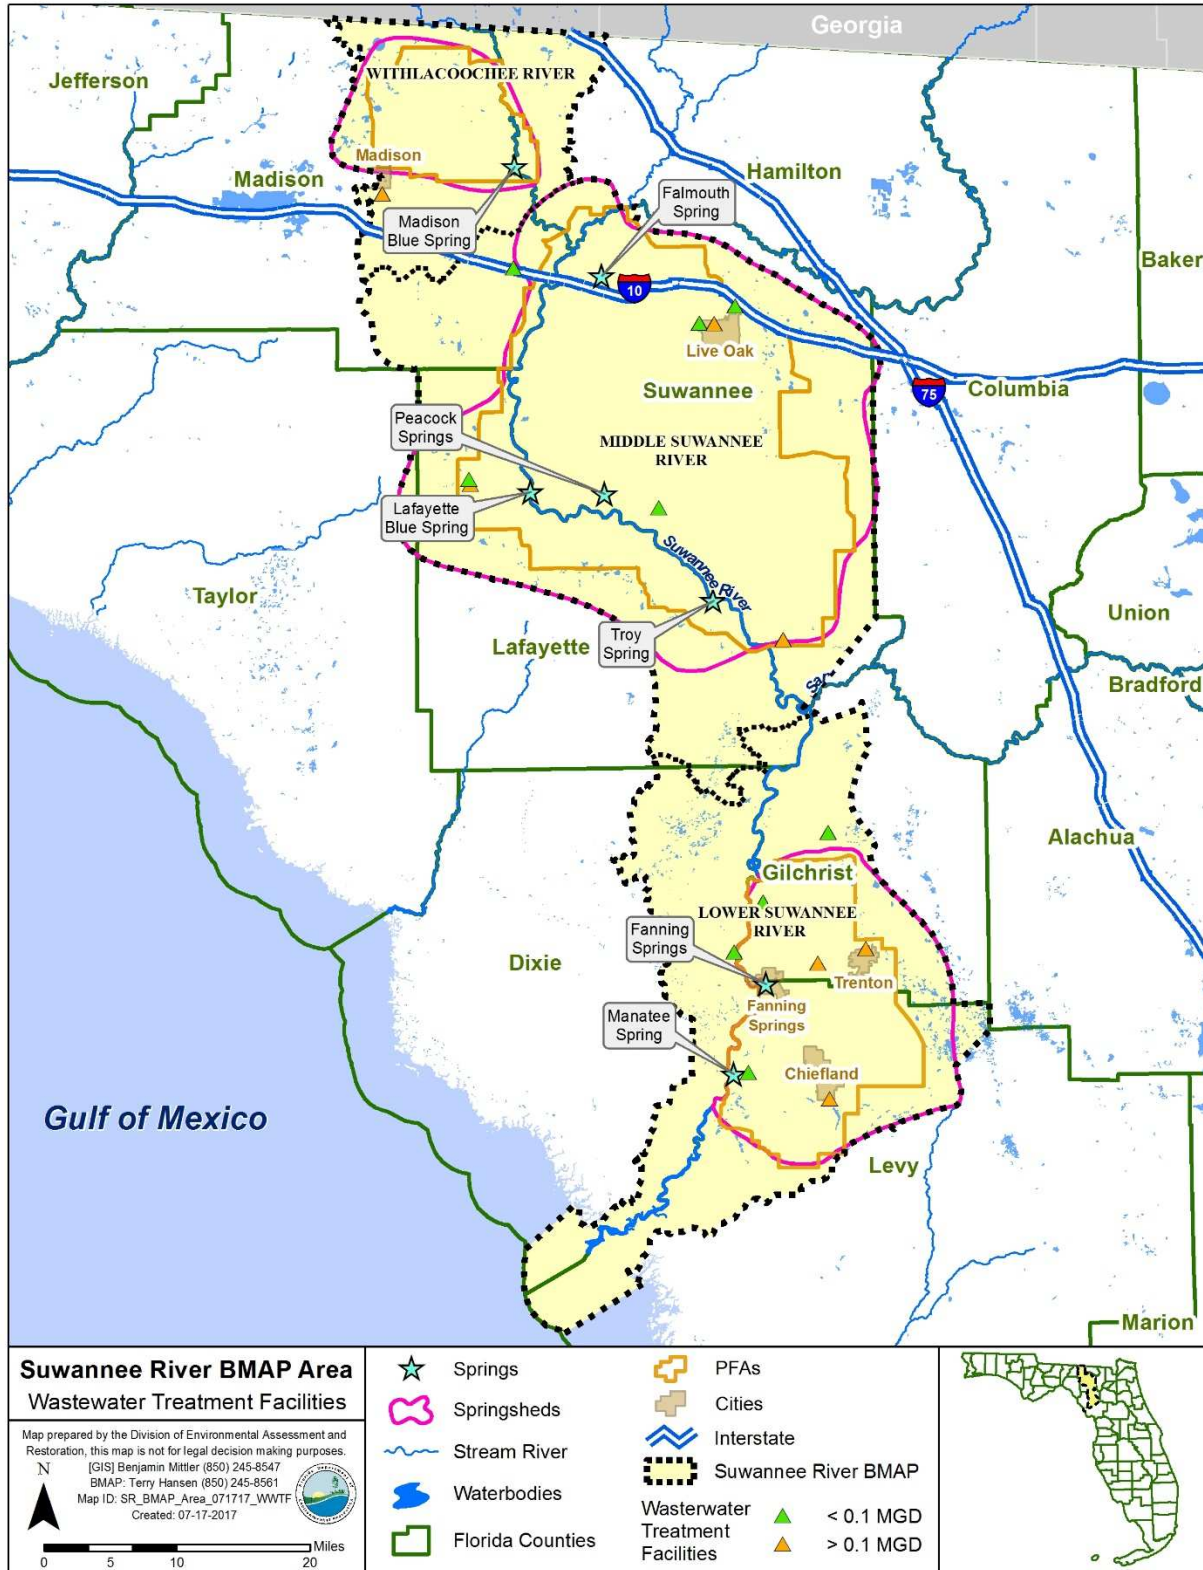 Georgia
Jefferson
WITHLACOOCHEE RIVER
Madison
Madison
Hamilton
Falmouth
Spring
Madison
Blue Spring
Baker
10
Live Oak
Suwannee
75
Columbia
Peacock
Springs
MIDDLE SUWANNEE
RIVER
Lafayette
Blue Spring
Suwannee River
Taylor
Union
Lafayette
Troy
Spring
Bradford
Alachua
Gilchrist
LOWER SUWANNEE
RIVER
Fanning
Springs
Dixie
Trenton
Fanning
Springs
Manatee
Spring
Chiefland
Gulf of Mexico
Levy
Marion
Suwannee River BMAP Area
Wastewater Treatment Facilities
Map prepared by the Division of Environmental Assessment and
Restoration, this map is not for legal decision making purposes.
[GIS] Benjamin Mittler (850) 245-8547
BMAP: Terry Hansen (850) 245-8561
Map ID: SR_BMAP_Area_071717_WWTF
Created: 07-17-2017
N
Miles
0 5 10 20
Springs
Springsheds
Stream River
Waterbodies
Florida Counties
PFAs
Cities
Interstate
Suwannee River BMAP
Wasterwater
Treatment
Facilities
< 0.1 MGD
> 0.1 MGD